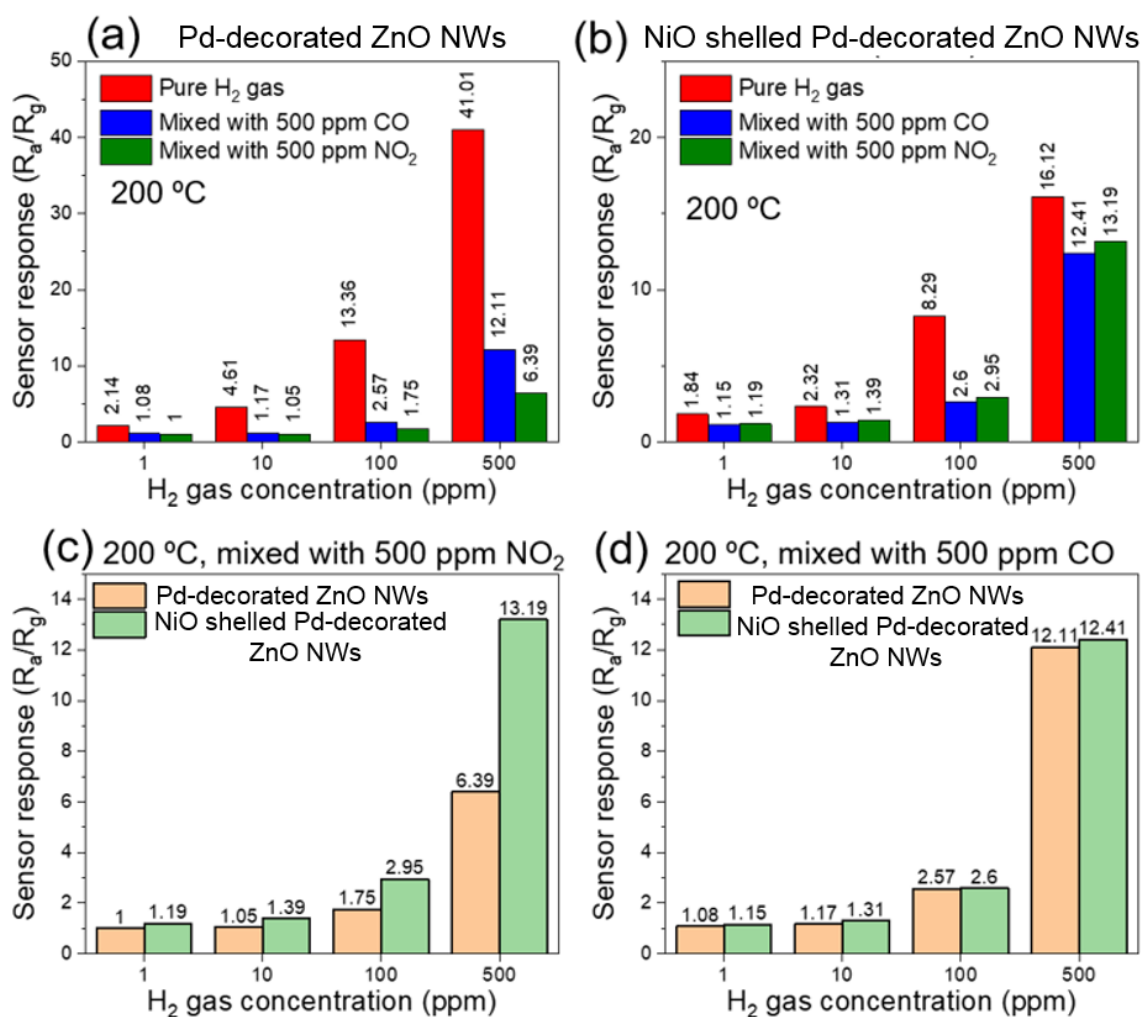 (a) Pd-decorated ZnO NWs
Sensor response (Ra/Rg)
50
40
30
20
10
0
Pure H2 gas
Mixed with 500 ppm CO
Mixed with 500 ppm NO2
200 ºC
2.14
1.08
1
4.61
1.17
1.05
13.36
2.57
1.75
41.01
12.11
6.39
1 10 100 500
H2 gas concentration (ppm)
(b) NiO shelled Pd-decorated ZnO NWs
Sensor response (Ra/Rg)
20
10
0
Pure H2 gas
Mixed with 500 ppm CO
Mixed with 500 ppm NO2
200 ºC
1.84
1.15
1.19
2.32
1.31
1.39
8.29
2.6
2.95
16.12
12.41
13.19
1 10 100 500
H2 gas concentration (ppm)
(c) 200 ºC, mixed with 500 ppm NO2
Sensor response (Ra/Rg)
14
12
10
8
6
4
2
0
Pd-decorated ZnO NWs
NiO shelled Pd-decorated
ZnO NWs
1
1.19
1.05
1.39
1.75
2.95
6.39
13.19
1 10 100 500
H2 gas concentration (ppm)
(d) 200 ºC, mixed with 500 ppm CO
Sensor response (Ra/Rg)
14
12
10
8
6
4
2
0
Pd-decorated ZnO NWs
NiO shelled Pd-decorated
ZnO NWs
1.08
1.15
1.17
1.31
2.57
2.6
12.11
12.41
1 10 100 500
H2 gas concentration (ppm)